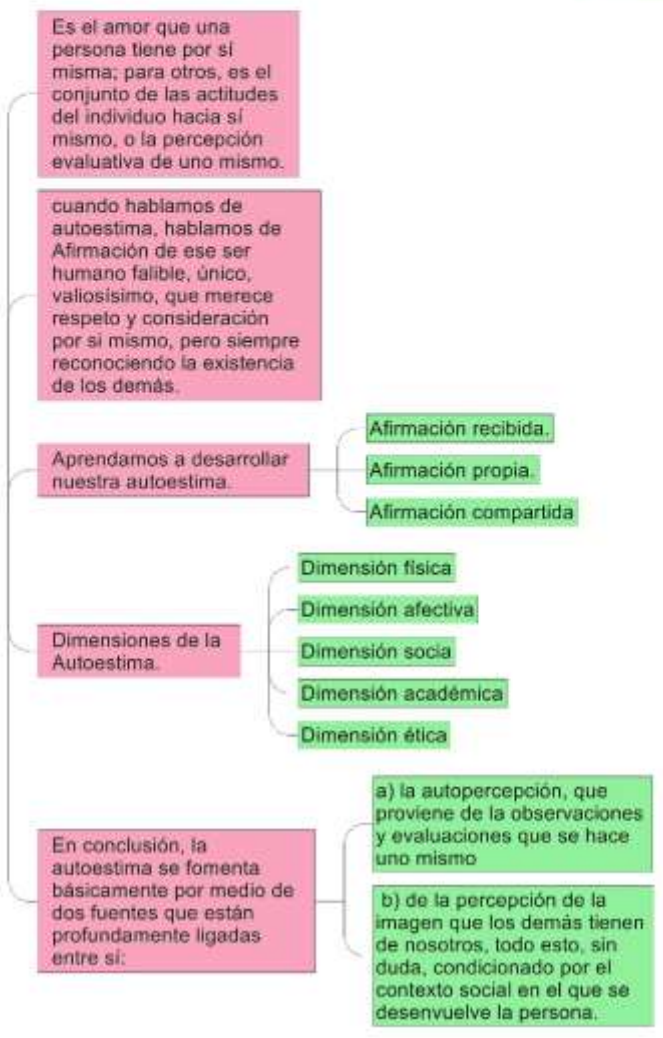 Es el amor que una
persona tiene por sí
misma; para otros, es el
conjunto de las actitudes
del individuo hacia sí
mismo, o la percepción
evaluativa de uno mismo.
cuando hablamos de
autoestima, hablamos de
Afirmación de ese ser
humano falible, único,
valiosísimo, que merece
respeto y consideración
por si mismo, pero siempre
reconociendo la existencia
de los demás.
Aprendamos a desarrollar
nuestra autoestima.
Afirmación recibida.
Afirmación propia.
Afirmación compartida
Dimensiones de la
Autoestima.
Dimensión física
Dimensión afectiva
Dimensión socia
Dimensión académica
Dimensión ética
En conclusión, la
autoestima se fomenta
básicamente por medio de
dos fuentes que están
profundamente ligadas
entre sí:
a) la autopercepción, que
proviene de la observaciones
y evaluaciones que se hace
uno mismo
b) de la percepción de la
imagen que los demás tienen
de nosotros, todo esto, sin
duda, condicionado por el
contexto social en el que se
desenvuelve la persona.